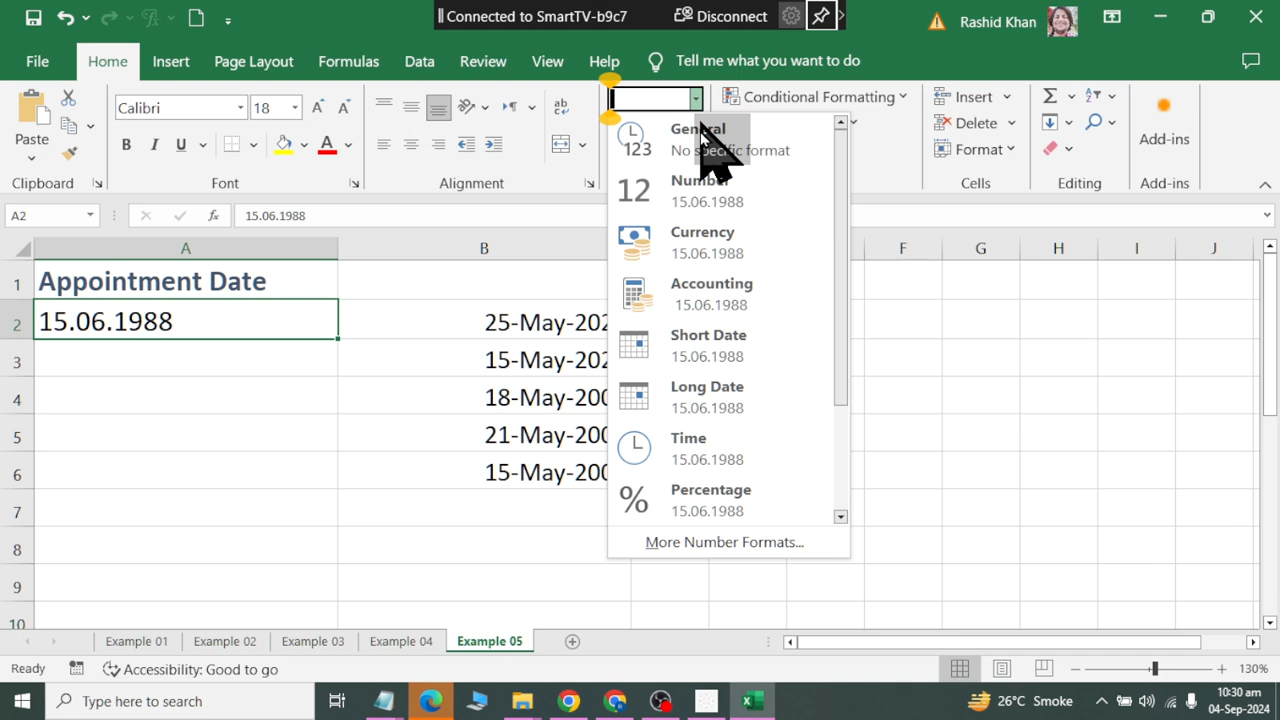 Connected to SmartTV-b9c7
Disconnect
Rashid Khan
File Home Insert Page Layout Formulas Data Review View Help Tell me what you want to do
Paste
Calibri 18
B I U A
ab
Conditional Formatting
Insert
Delete
Format
Add-ins
Clipboard Font Alignment Cells Editing Add-ins
A2 fx 15.06.1988
General
No specific format
Number
15.06.1988
Currency
15.06.1988
Accounting
15.06.1988
Short Date
15.06.1988
Long Date
15.06.1988
Time
15.06.1988
Percentage
15.06.1988
More Number Formats...
A B F G H I J
1 Appointment Date
2 15.06.1988 25-May-202
3 15-May-202
4 18-May-200
5 21-May-200
6 15-May-200
7
8
9
10
Example 01 Example 02 Example 03 Example 04 Example 05
Ready Accessibility: Good to go 130%
Type here to search
26°C Smoke
10:30 am
04-Sep-2024